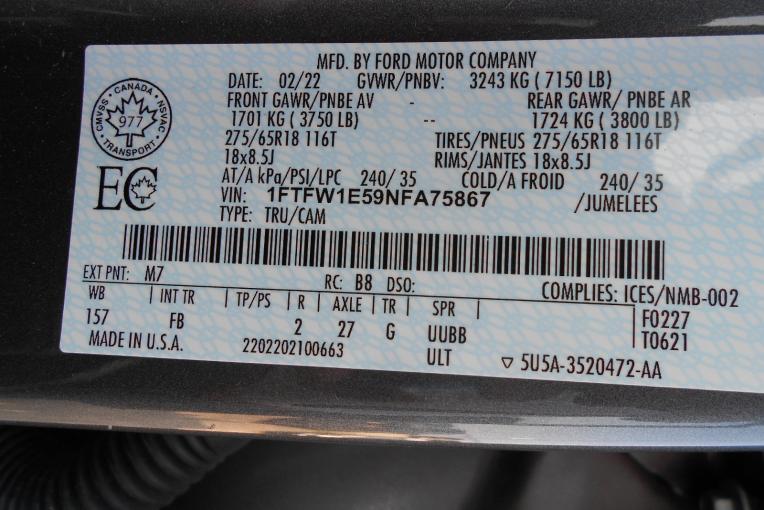 MFD. BY FORD MOTOR COMPANY
DATE: 02/22 GVWR/PNBV: 3243 KG ( 7150 LB)
FRONT GAWR/PNBE AV - REAR GAWR/ PNBE AR
1701 KG ( 3750 LB) -- 1724 KG ( 3800 LB)
275/65R18 116T TIRES/PNEUS 275/65R18 116T
18x8.5J RIMS/JANTES 18x8.5J
AT/A kPa/PSI/LPC 240/ 35 COLD/A FROID 240/ 35
VIN: 1FTFW1E59NFA75867 /JUMELEES
TYPE: TRU/CAM
CANADA
CMVSS NSVAC
977
TRANSPORT
EC
EXT PNT: M7 RC: B8 DSO: COMPLIES: ICES/NMB-002
WB INT TR TP/PS R AXLE TR SPR F0227
157 FB 2 27 G UUBB T0621
MADE IN U.S.A. 2202202100663 ULT ▽ 5U5A-3520472-AA